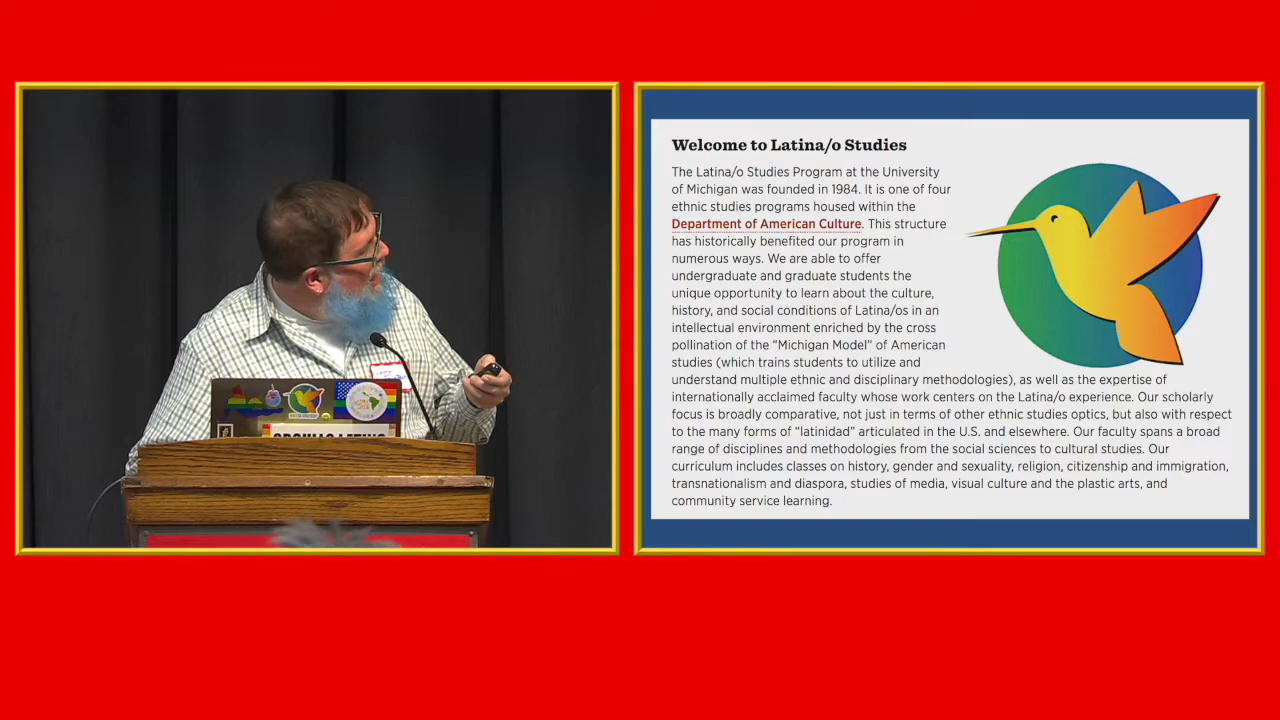 Welcome to Latina/o Studies
The Latina/o Studies Program at the University
of Michigan was founded in 1984. It is one of four
ethnic studies programs housed within the
Department of American Culture. This structure
has historically benefited our program in
numerous ways. We are able to offer
undergraduate and graduate students the
unique opportunity to learn about the culture,
history, and social conditions of Latina/os in an
intellectual environment enriched by the cross
pollination of the “Michigan Model” of American
studies (which trains students to utilize and
understand multiple ethnic and disciplinary methodologies), as well as the expertise of
internationally acclaimed faculty whose work centers on the Latina/o experience. Our scholarly
focus is broadly comparative, not just in terms of other ethnic studies optics, but also with respect
to the many forms of “latinidad” articulated in the U.S. and elsewhere. Our faculty spans a broad
range of disciplines and methodologies from the social sciences to cultural studies. Our
curriculum includes classes on history, gender and sexuality, religion, citizenship and immigration,
transnationalism and diaspora, studies of media, visual culture and the plastic arts, and
community service learning.